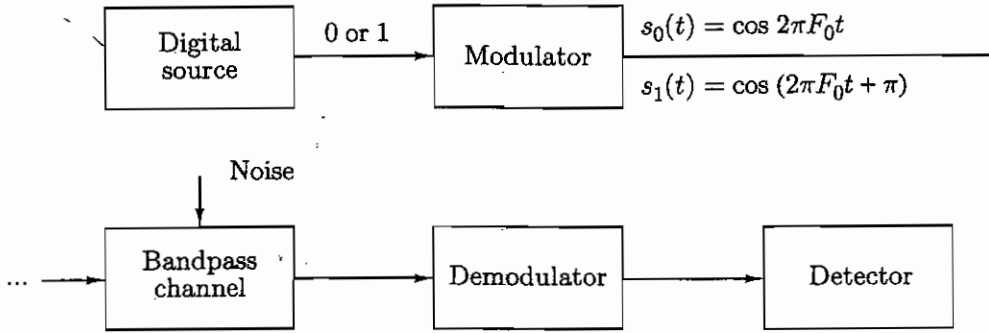 Digital
source
0 or 1
Modulator
s₀(t) = cos 2πF₀t
s₁(t) = cos (2πF₀t + π)
Noise
...
Bandpass
channel
Demodulator
Detector